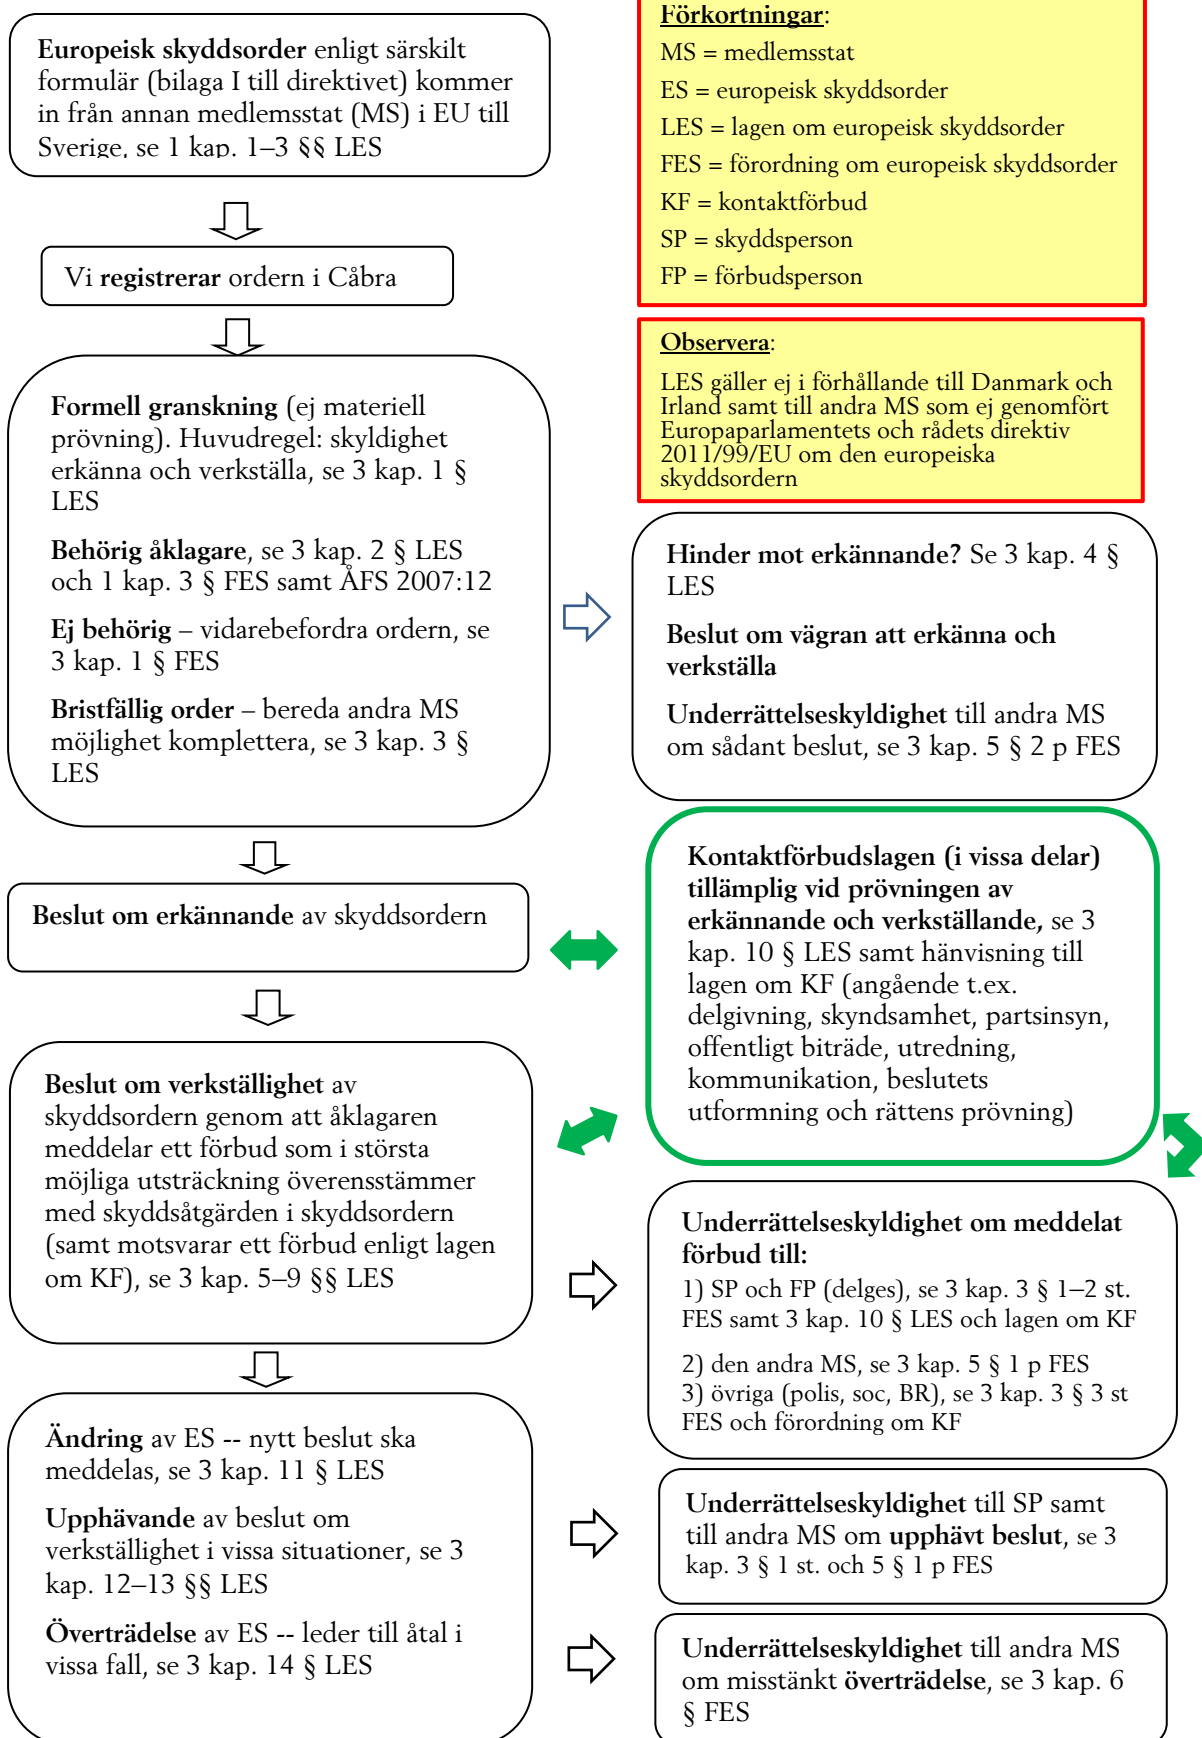 Europeisk skyddsorder enligt särskilt
formulär (bilaga I till direktivet) kommer
in från annan medlemsstat (MS) i EU till
Sverige, se 1 kap. 1–3 §§ LES
Förkortningar:
MS = medlemsstat
ES = europeisk skyddsorder
LES = lagen om europeisk skyddsorder
FES = förordning om europeisk skyddsorder
KF = kontaktförbud
SP = skyddsperson
FP = förbudsperson
Vi registrerar ordern i Cåbra
Observera:
LES gäller ej i förhållande till Danmark och
Irland samt till andra MS som ej genomfört
Europaparlamentets och rådets direktiv
2011/99/EU om den europeiska
skyddsordern
Formell granskning (ej materiell
prövning). Huvudregel: skyldighet
erkänna och verkställa, se 3 kap. 1 §
LES
Behörig åklagare, se 3 kap. 2 § LES
och 1 kap. 3 § FES samt ÅFS 2007:12
Ej behörig – vidarebefordra ordern, se
3 kap. 1 § FES
Bristfällig order – bereda andra MS
möjlighet komplettera, se 3 kap. 3 §
LES
Hinder mot erkännande? Se 3 kap. 4 §
LES
Beslut om vägran att erkänna och
verkställa
Underrättelseskyldighet till andra MS
om sådant beslut, se 3 kap. 5 § 2 p FES
Beslut om erkännande av skyddsordern
Kontaktförbudslagen (i vissa delar)
tillämplig vid prövningen av
erkännande och verkställande, se 3
kap. 10 § LES samt hänvisning till
lagen om KF (angående t.ex.
delgivning, skyndsamhet, partsinsyn,
offentligt biträde, utredning,
kommunikation, beslutets
utformning och rättens prövning)
Beslut om verkställighet av
skyddsordern genom att åklagaren
meddelar ett förbud som i största
möjliga utsträckning överensstämmer
med skyddsåtgärden i skyddsordern
(samt motsvarar ett förbud enligt lagen
om KF), se 3 kap. 5–9 §§ LES
Underrättelseskyldighet om meddelat
förbud till:
1) SP och FP (delges), se 3 kap. 3 § 1–2 st.
FES samt 3 kap. 10 § LES och lagen om KF
2) den andra MS, se 3 kap. 5 § 1 p FES
3) övriga (polis, soc, BR), se 3 kap. 3 § 3 st
FES och förordning om KF
Ändring av ES -- nytt beslut ska
meddelas, se 3 kap. 11 § LES
Upphävande av beslut om
verkställighet i vissa situationer, se 3
kap. 12–13 §§ LES
Överträdelse av ES -- leder till åtal i
vissa fall, se 3 kap. 14 § LES
Underrättelseskyldighet till SP samt
till andra MS om upphävt beslut, se 3
kap. 3 § 1 st. och 5 § 1 p FES
Underrättelseskyldighet till andra MS
om misstänkt överträdelse, se 3 kap. 6
§ FES